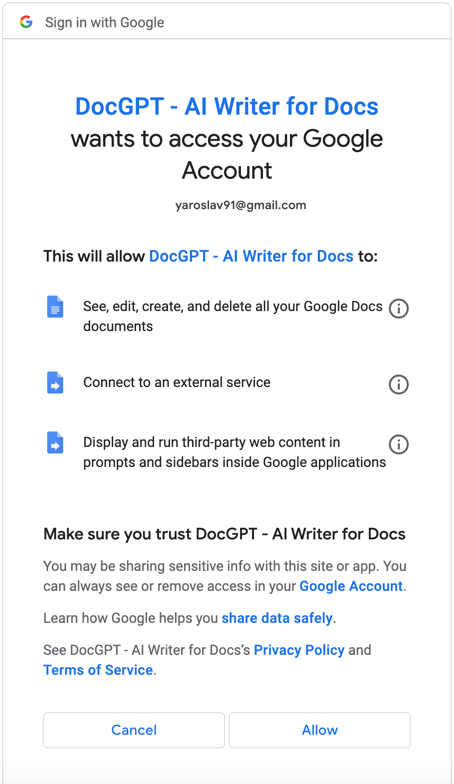 Sign in with Google
DocGPT - AI Writer for Docs
wants to access your Google
Account
yaroslav91@gmail.com
This will allow DocGPT - AI Writer for Docs to:
See, edit, create, and delete all your Google Docs
documents
Connect to an external service
Display and run third-party web content in
prompts and sidebars inside Google applications
Make sure you trust DocGPT - AI Writer for Docs
You may be sharing sensitive info with this site or app. You
can always see or remove access in your Google Account.
Learn how Google helps you share data safely.
See DocGPT - AI Writer for Docs's Privacy Policy and
Terms of Service.
Cancel
Allow